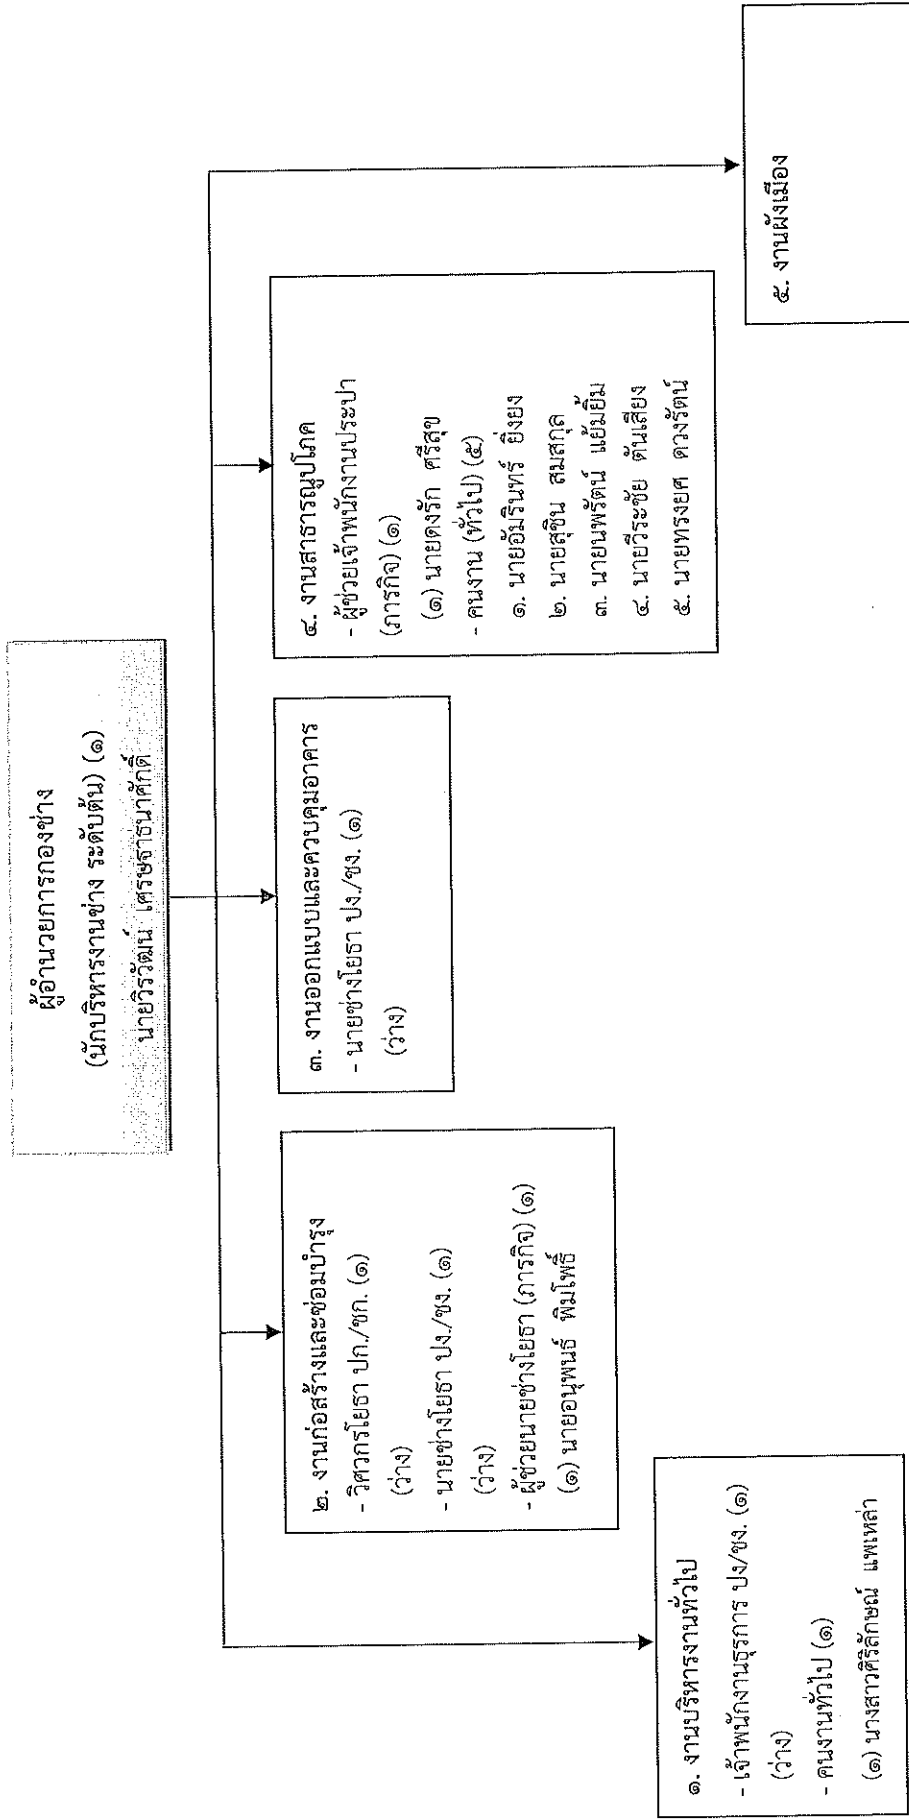 ผู้อำนวยการกองช่าง
(นักบริหารงานช่าง ระดับต้น) (๑)
นายวิรวัฒน์ เศรษฐาธนาศักดิ์
๑. งานบริหารงานทั่วไป
- เจ้าพนักงานธุรการ ปง/ชง. (๑)
(ว่าง)
- คนงานทั่วไป (๑)
(๑) นางสาวศิริลักษณ์ แพเหล่า
๒. งานก่อสร้างและซ่อมบำรุง
- วิศวกรโยธา ปก./ชก. (๑)
(ว่าง)
- นายช่างโยธา ปง./ชง. (๑)
(ว่าง)
- ผู้ช่วยนายช่างโยธา (ภารกิจ) (๑)
(๑) นายอนุพนธ์ พิมโพธิ์
๓. งานออกแบบและควบคุมอาคาร
- นายช่างโยธา ปง./ชง. (๑)
(ว่าง)
๔. งานสาธารณูปโภค
- ผู้ช่วยเจ้าพนักงานประปา
(ภารกิจ) (๑)
(๑) นายดงรัก ศรีสุข
- คนงาน (ทั่วไป) (๕)
๑. นายอัมรินทร์ ยิ่งยง
๒. นายสุชิน สมสกุล
๓. นายนพรัตน์ แย้มยิ้ม
๔. นายวีระชัย ตันเสียง
๕. นายทรงยศ ดวงรัตน์
๕. งานผังเมือง